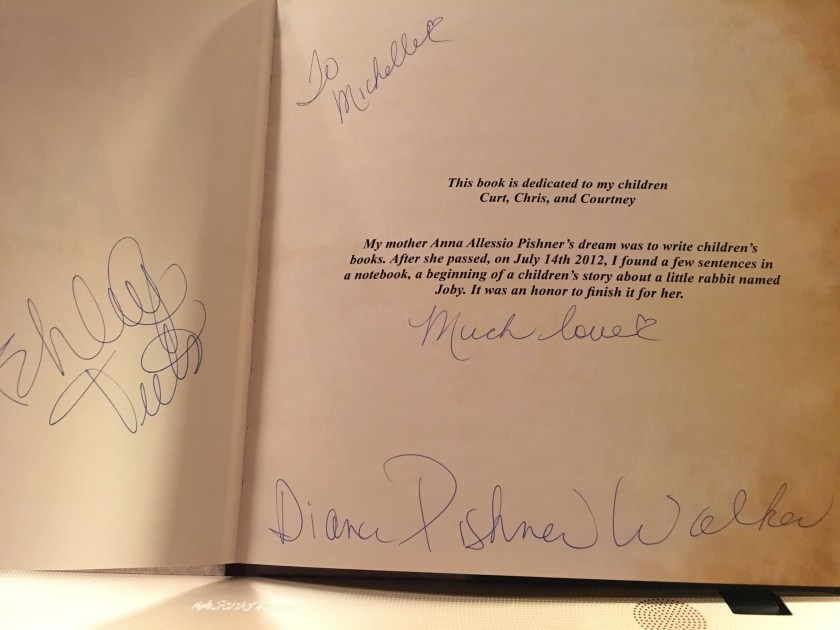 To
Michelle
This book is dedicated to my children
Curt, Chris, and Courtney
My mother Anna Allessio Pishner's dream was to write children's
books. After she passed, on July 14th 2012, I found a few sentences in
a notebook, a beginning of a children's story about a little rabbit named
Joby. It was an honor to finish it for her.
Much love
Diane Pishner Walker
Ashley
Teets